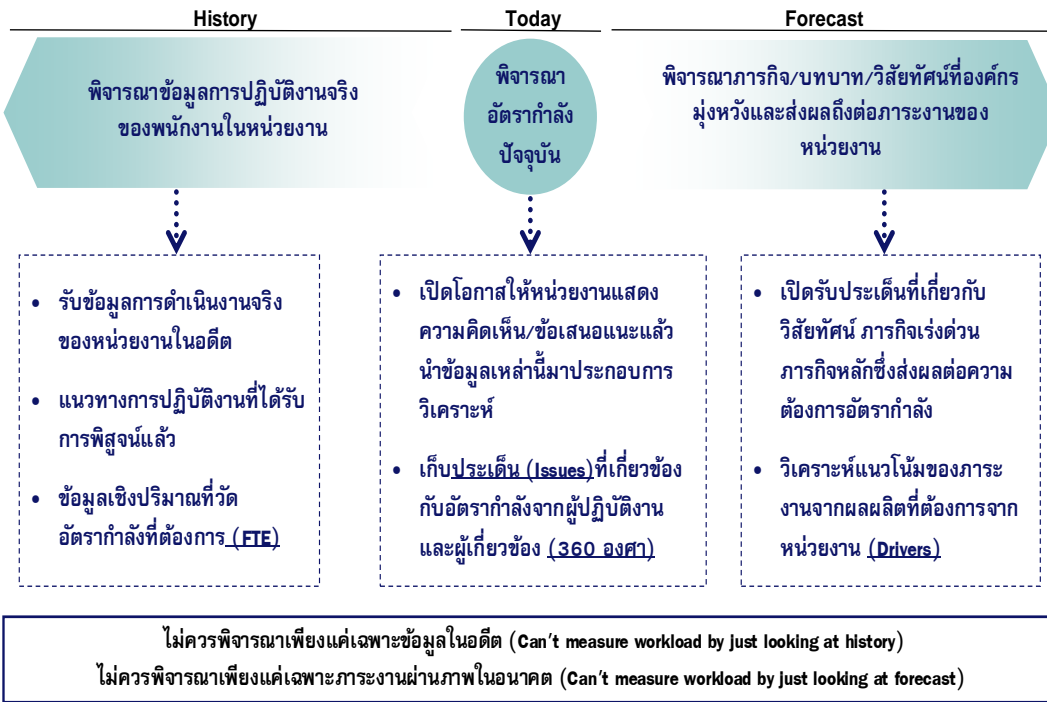 History
Today
Forecast
พิจารณาข้อมูลการปฏิบัติงานจริง
ของพนักงานในหน่วยงาน
พิจารณา
อัตรากำลัง
ปัจจุบัน
พิจารณาภารกิจ/บทบาท/วิสัยทัศน์ที่องค์กร
มุ่งหวังและส่งผลถึงต่อภาระงานของ
หน่วยงาน
• รับข้อมูลการดำเนินงานจริง
ของหน่วยงานในอดีต
• แนวทางการปฏิบัติงานที่ได้รับ
การพิสูจน์แล้ว
• ข้อมูลเชิงปริมาณที่วัด
อัตรากำลังที่ต้องการ (FTE)
• เปิดโอกาสให้หน่วยงานแสดง
ความคิดเห็น/ข้อเสนอแนะแล้ว
นำข้อมูลเหล่านี้มาประกอบการ
วิเคราะห์
• เก็บประเด็น (Issues)ที่เกี่ยวข้อง
กับอัตรากำลังจากผู้ปฏิบัติงาน
และผู้เกี่ยวข้อง (360 องศา)
• เปิดรับประเด็นที่เกี่ยวกับ
วิสัยทัศน์ ภารกิจเร่งด่วน
ภารกิจหลักซึ่งส่งผลต่อความ
ต้องการอัตรากำลัง
• วิเคราะห์แนวโน้มของภาระ
งานจากผลผลิตที่ต้องการจาก
หน่วยงาน (Drivers)
ไม่ควรพิจารณาเพียงแค่เฉพาะข้อมูลในอดีต (Can't measure workload by just looking at history)
ไม่ควรพิจารณาเพียงแค่เฉพาะภาระงานผ่านภาพในอนาคต (Can't measure workload by just looking at forecast)